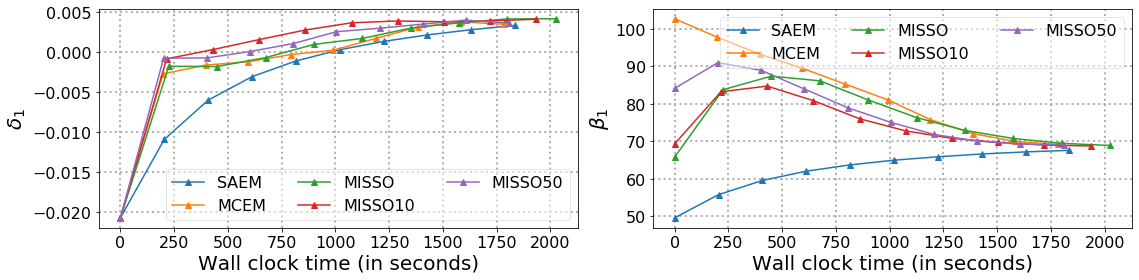 0.005
0.000
−0.005
−0.010
−0.015
−0.020
δ1
SAEM MISSO MISSO50
MCEM MISSO10
0 250 500 750 1000 1250 1500 1750 2000
Wall clock time (in seconds)
100
90
80
70
60
50
β1
SAEM MISSO MISSO50
MCEM MISSO10
0 250 500 750 1000 1250 1500 1750 2000
Wall clock time (in seconds)